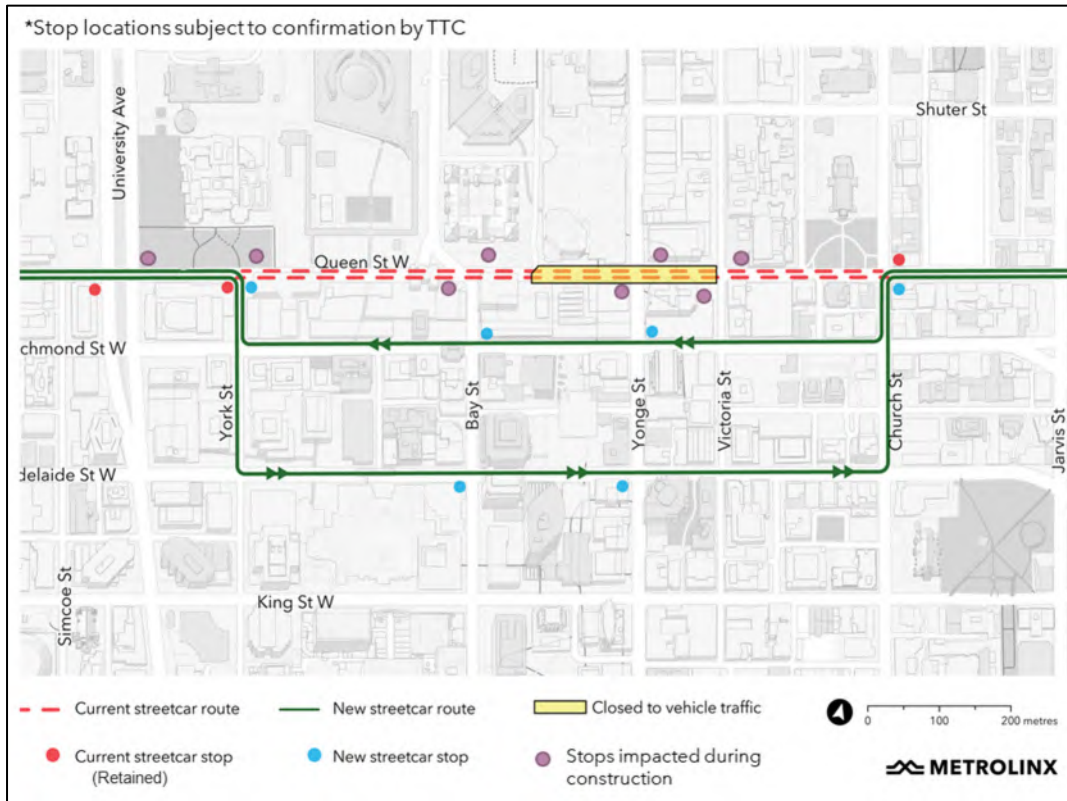 *Stop locations subject to confirmation by TTC
University Ave
Shuter St
Queen St W
chmond St W
York St
Bay St
Yonge St
Victoria St
Church St
Jarvis St
delaide St W
Simcoe St
King St W
Current streetcar route
New streetcar route
Closed to vehicle traffic
0 100 200 metres
Current streetcar stop
(Retained)
New streetcar stop
Stops impacted during
construction
METROLINX